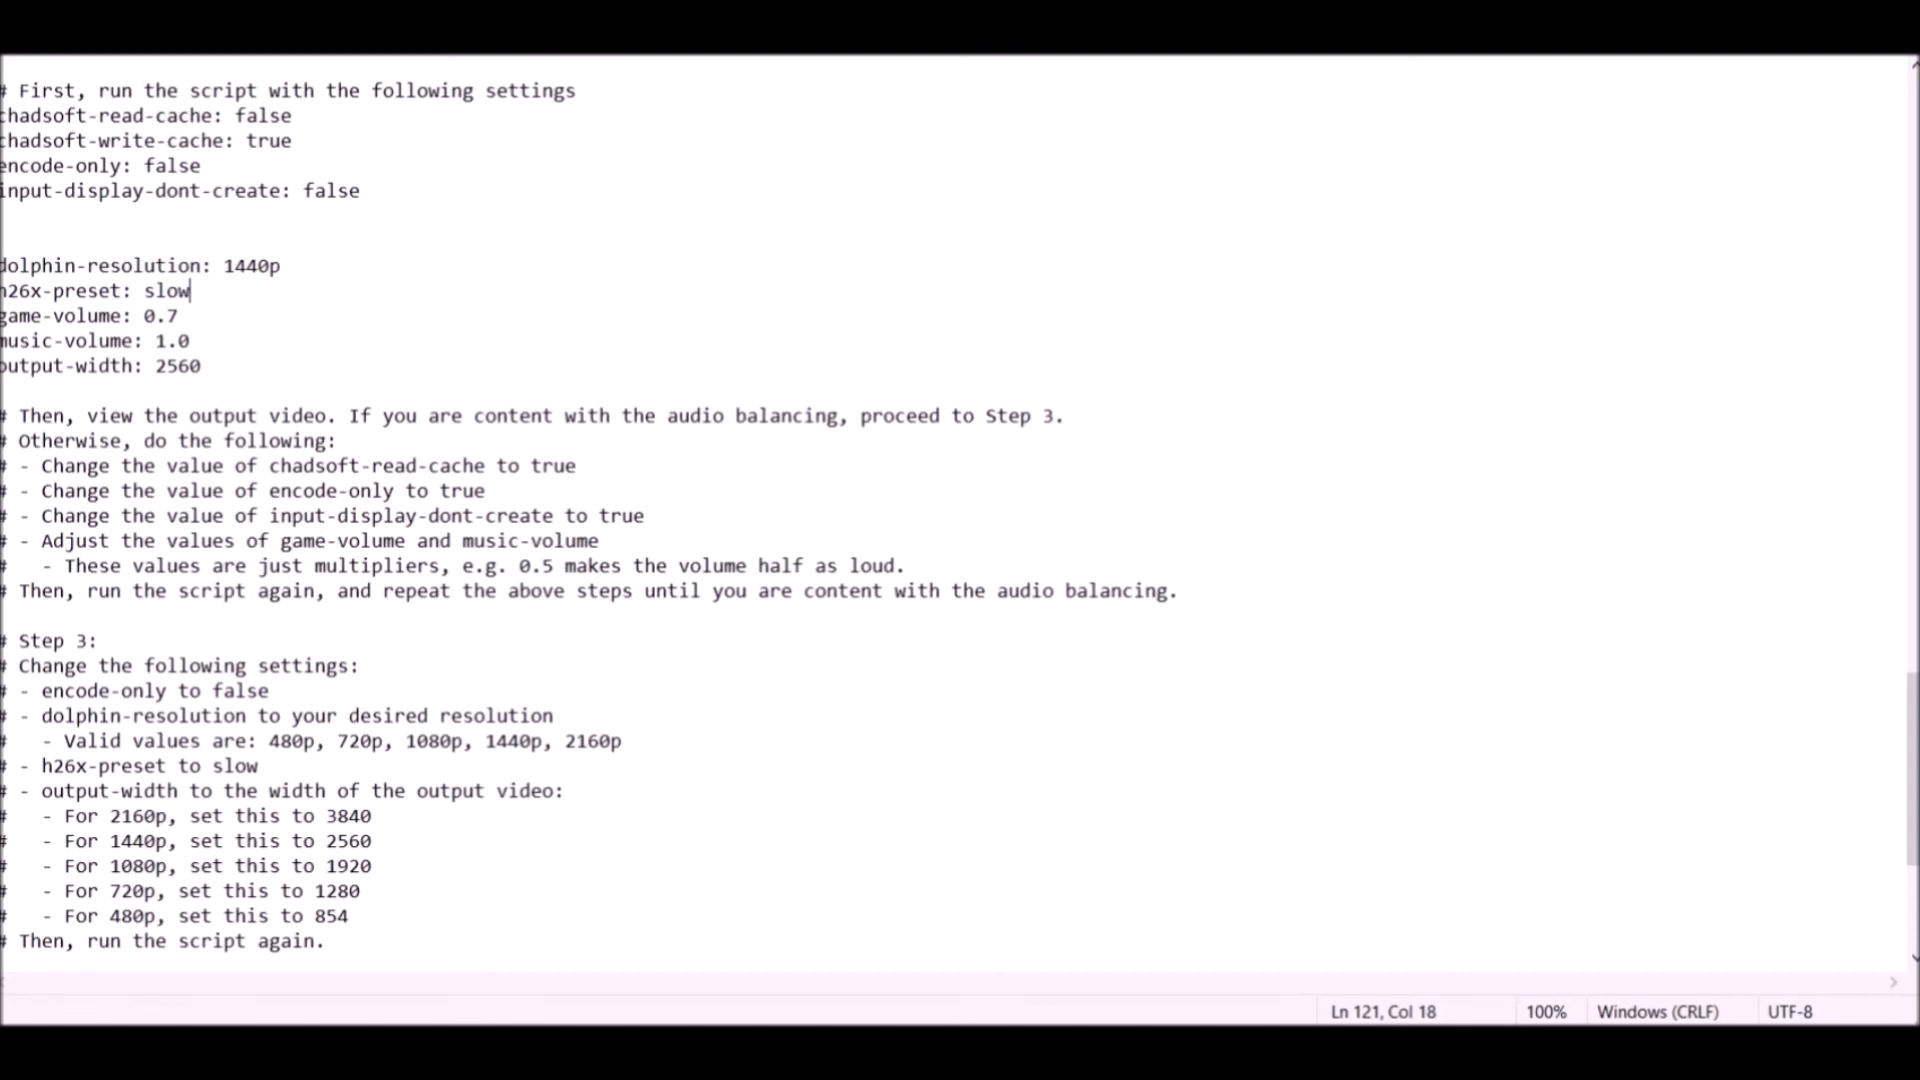 # First, run the script with the following settings
chadsoft-read-cache: false
chadsoft-write-cache: true
encode-only: false
input-display-dont-create: false
dolphin-resolution: 1440p
h26x-preset: slow
game-volume: 0.7
music-volume: 1.0
output-width: 2560
# Then, view the output video. If you are content with the audio balancing, proceed to Step 3.
# Otherwise, do the following:
# - Change the value of chadsoft-read-cache to true
# - Change the value of encode-only to true
# - Change the value of input-display-dont-create to true
# - Adjust the values of game-volume and music-volume
#   - These values are just multipliers, e.g. 0.5 makes the volume half as loud.
# Then, run the script again, and repeat the above steps until you are content with the audio balancing.
# Step 3:
# Change the following settings:
# - encode-only to false
# - dolphin-resolution to your desired resolution
#   - Valid values are: 480p, 720p, 1080p, 1440p, 2160p
# - h26x-preset to slow
# - output-width to the width of the output video:
#   - For 2160p, set this to 3840
#   - For 1440p, set this to 2560
#   - For 1080p, set this to 1920
#   - For 720p, set this to 1280
#   - For 480p, set this to 854
# Then, run the script again.
Ln 121, Col 18 100% Windows (CRLF) UTF-8